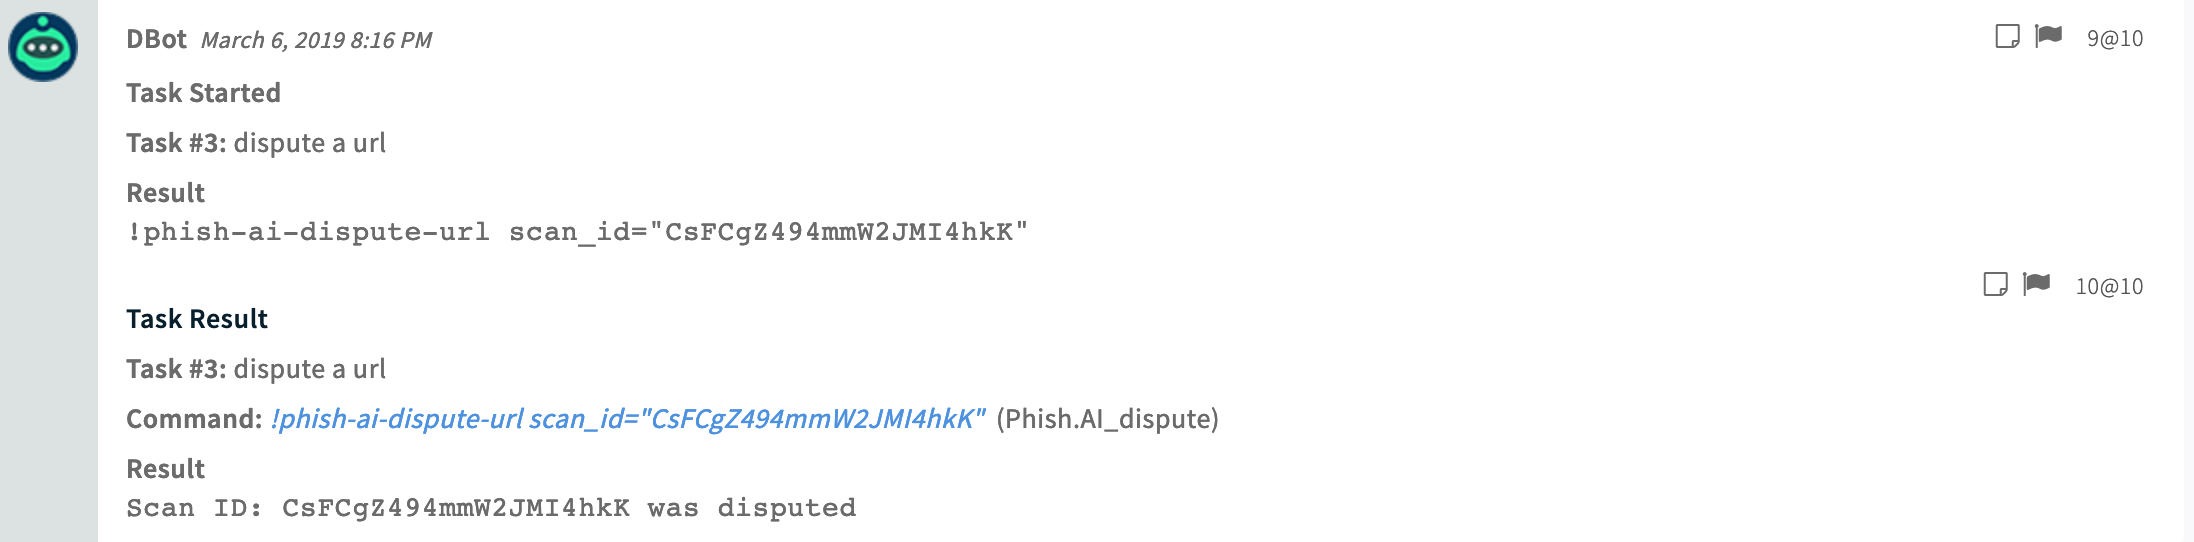 DBot March 6, 2019 8:16 PM 9@10
Task Started
Task #3: dispute a url
Result
!phish-ai-dispute-url scan_id="CsFCgZ494mmW2JMI4hkK"
10@10
Task Result
Task #3: dispute a url
Command: !phish-ai-dispute-url scan_id="CsFCgZ494mmW2JMI4hkK" (Phish.AI_dispute)
Result
Scan ID: CsFCgZ494mmW2JMI4hkK was disputed